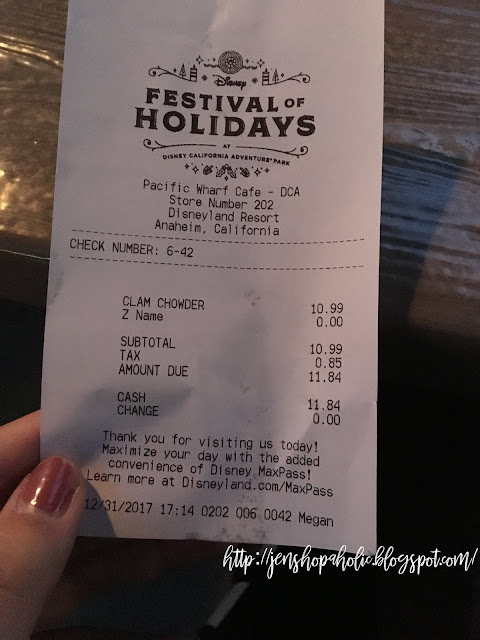 Disney
FESTIVAL OF
HOLIDAYS
AT
DISNEY CALIFORNIA ADVENTURE PARK
Pacific Wharf Cafe - DCA
Store Number 202
Disneyland Resort
Anaheim, California
CHECK NUMBER: 6-42
CLAM CHOWDER 10.99
Z Name 0.00
SUBTOTAL 10.99
TAX 0.85
AMOUNT DUE 11.84
CASH 11.84
CHANGE 0.00
Thank you for visiting us today!
Maximize your day with the added
convenience of Disney MaxPass!
Learn more at Disneyland.com/MaxPass
12/31/2017 17:14 0202 006 0042 Megan
http://jenshopaholic.blogspot.com/